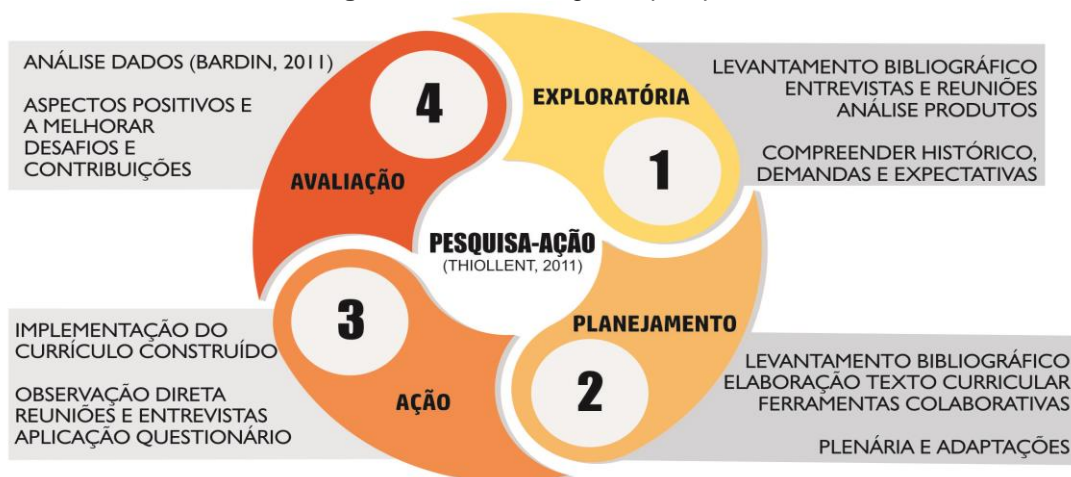 ANÁLISE DADOS (BARDIN, 2011)
ASPECTOS POSITIVOS E
A MELHORAR
DESAFIOS E
CONTRIBUIÇÕES
4
AVALIAÇÃO
EXPLORATÓRIA
1
LEVANTAMENTO BIBLIOGRÁFICO
ENTREVISTAS E REUNIÕES
ANÁLISE PRODUTOS
COMPREENDER HISTÓRICO,
DEMANDAS E EXPECTATIVAS
PESQUISA-AÇÃO
(THIOLLENT, 2011)
IMPLEMENTAÇÃO DO
CURRÍCULO CONSTRUÍDO
OBSERVAÇÃO DIRETA
REUNIÕES E ENTREVISTAS
APLICAÇÃO QUESTIONÁRIO
3
AÇÃO
PLANEJAMENTO
2
LEVANTAMENTO BIBLIOGRÁFICO
ELABORAÇÃO TEXTO CURRICULAR
FERRAMENTAS COLABORATIVAS
PLENÁRIA E ADAPTAÇÕES